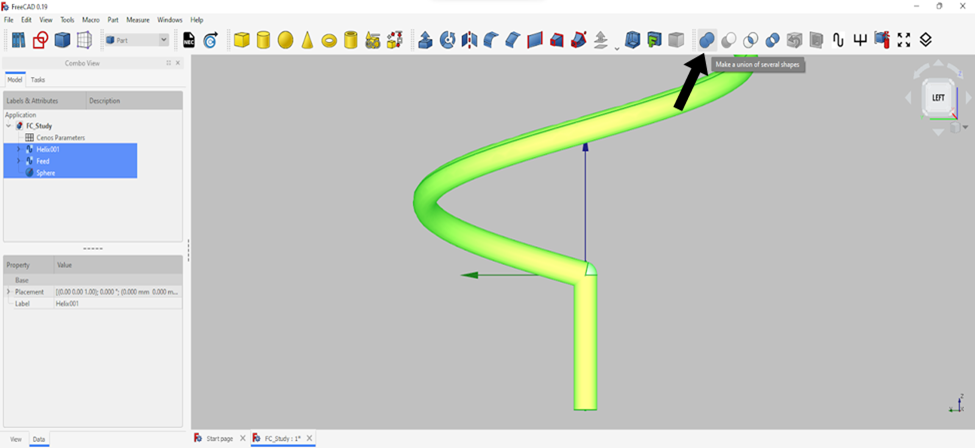 FreeCAD 0.19
File Edit View Tools Macro Part Measure Windows Help
Part
NEC
Make a union of several shapes
Combo View
Model Tasks
Labels & Attributes Description
Application
FC_Study
Cenos Parameters
Helix001
Feed
Sphere
LEFT
Property Value
Base
Placement [(0.00 0.00 1.00); 0.000 °; (0.000 mm 0.000 m...
Label Helix001
View Data
Start page FC_Study : 1*